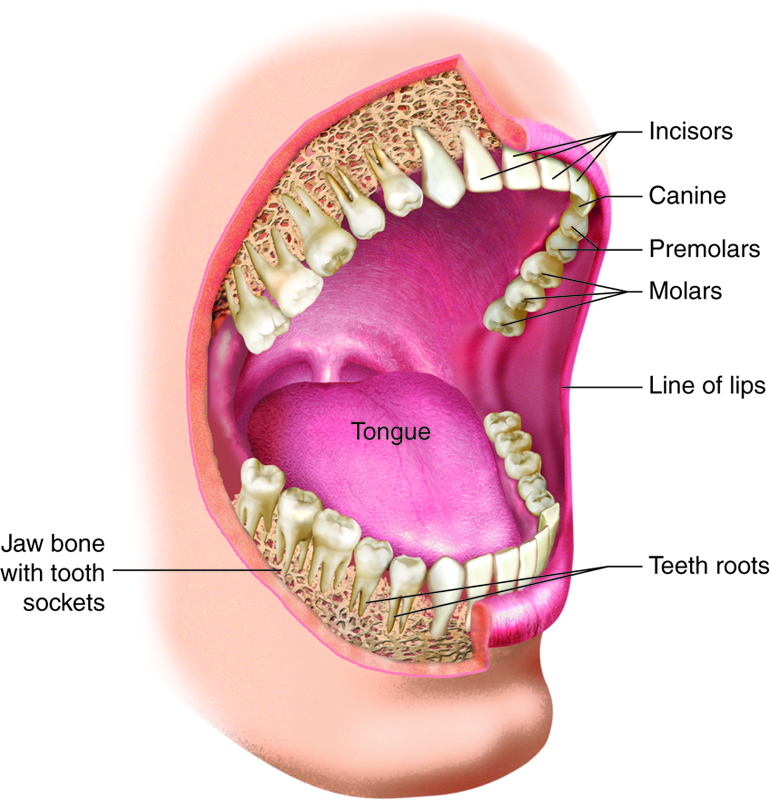 Incisors
Canine
Premolars
Molars
Line of lips
Tongue
Jaw bone
with tooth
sockets
Teeth roots